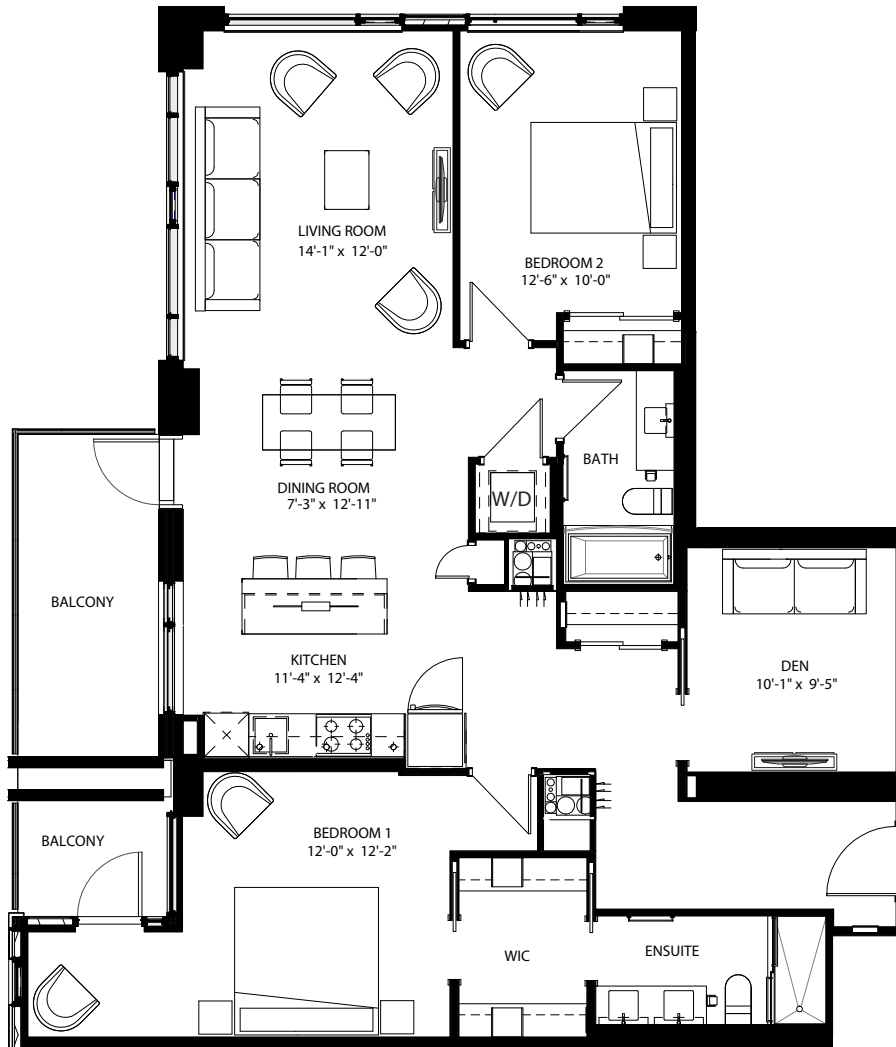 LIVING ROOM
14'-1" x 12'-0"
BEDROOM 2
12'-6" x 10'-0"
BATH
DINING ROOM
7'-3" x 12'-11"
W/D
BALCONY
KITCHEN
11'-4" x 12'-4"
DEN
10'-1" x 9'-5"
BALCONY
BEDROOM 1
12'-0" x 12'-2"
WIC
ENSUITE